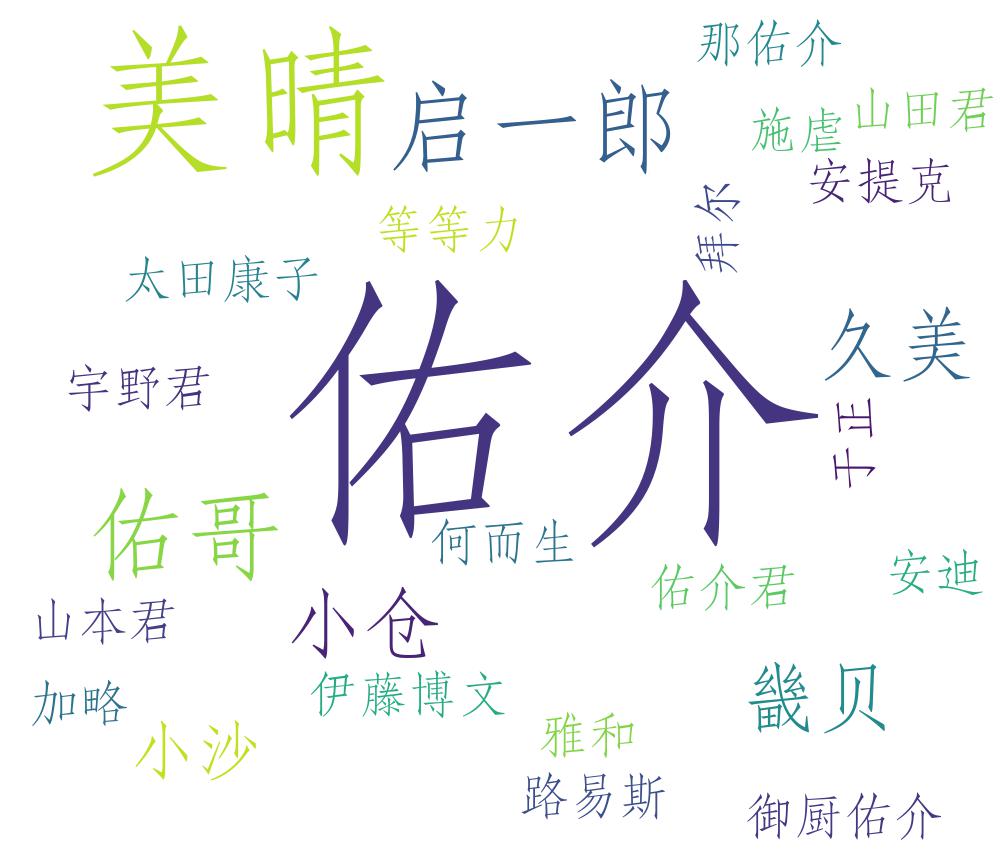 美晴
启一郎
那佑介
施虐
山田君
安提克
拜尔
等等力
太田康子
佑介
久美
宇野君
于正
佑哥
何而生
佑介君
安迪
山本君
小仓
加略
伊藤博文
畿贝
小沙
雅和
路易斯
御厨佑介